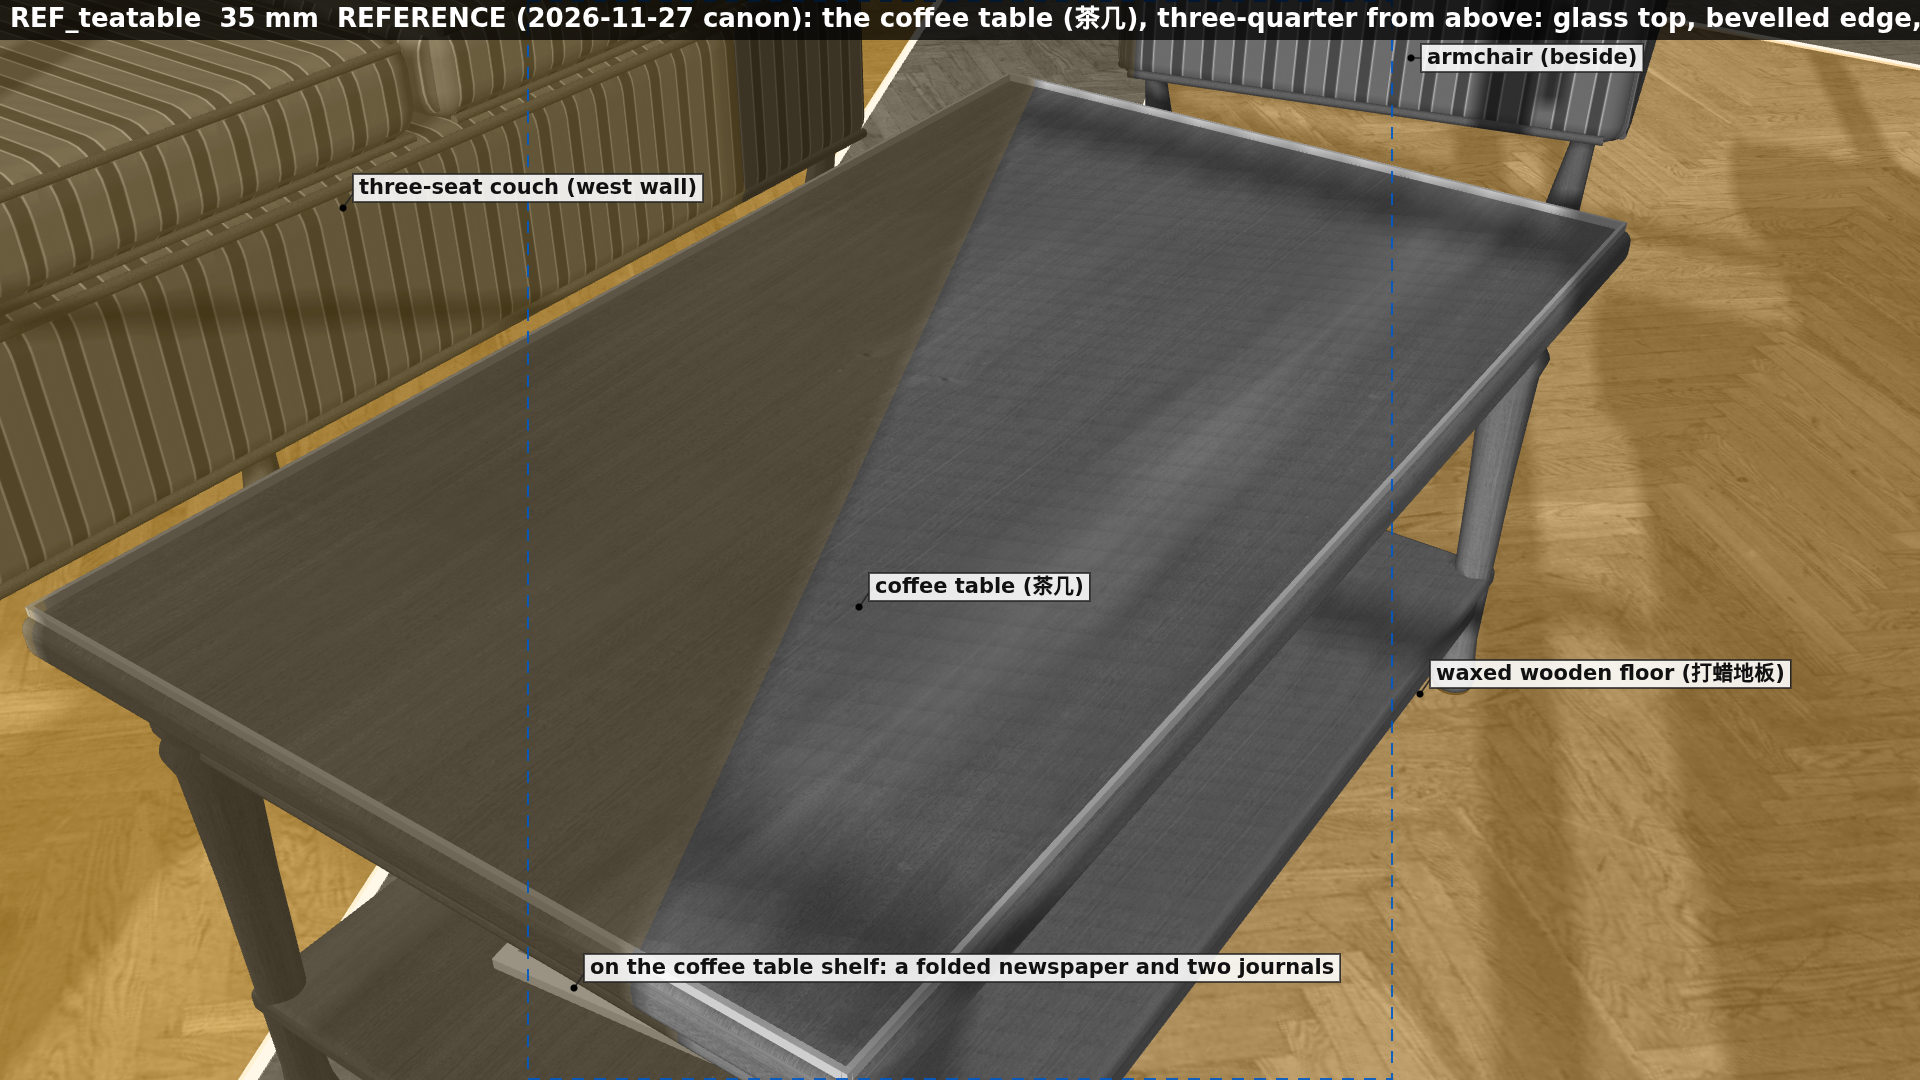 REF_teatable 35 mm REFERENCE (2026-11-27 canon): the coffee table (茶几), three-quarter from above: glass top, bevelled edge,
armchair (beside)
three-seat couch (west wall)
coffee table (茶几)
waxed wooden floor (打蜡地板)
on the coffee table shelf: a folded newspaper and two journals